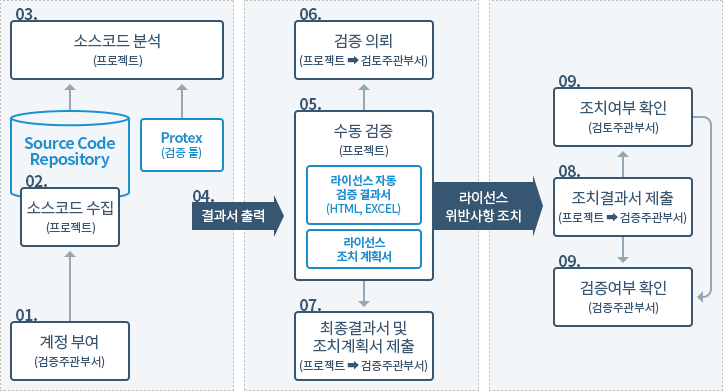 03.
소스코드 분석
(프로젝트)
Source Code
Repository
Protex
(검증 툴)
02.
소스코드 수집
(프로젝트)
01.
계정 부여
(검증주관부서)
04.
결과서 출력
06.
검증 의뢰
(프로젝트 ➡ 검토주관부서)
05.
수동 검증
(프로젝트)
라이선스 자동
검증 결과서
(HTML, EXCEL)
라이선스
조치 계획서
07.
최종결과서 및
조치계획서 제출
(프로젝트 ➡ 검증주관부서)
라이선스
위반사항 조치
09.
조치여부 확인
(검토주관부서)
08.
조치결과서 제출
(프로젝트 ➡ 검증주관부서)
09.
검증여부 확인
(검증주관부서)